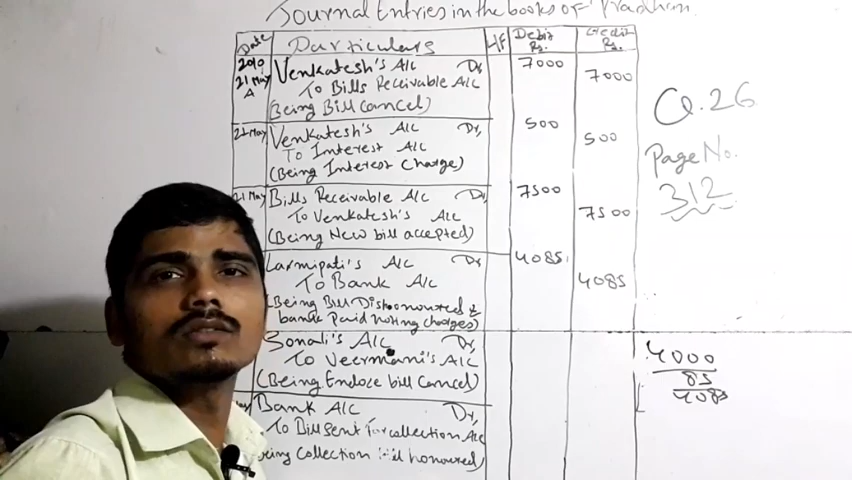 Journal Entries in the books of Pradhan
Date Particulars L/F Debit Rs. Credit Rs.
2010
21 May Venkatesh's A/c Dr, 7000
A To Bills Receivable A/c 7000
(Being Bill Cancel)
21 May Venkatesh's A/c Dr, 500
To Interest A/c 500
(Being Interest Charge)
21 May Bills Receivable A/c Dr, 7500
To Venkatesh's A/c 7500
(Being New bill accepted)
Laxmipati's A/c Dr 4085
To Bank A/c 4085
(Being Bill Dishonoured &
bank Paid noting charges)
Sonali's A/c Dr,
To Veermani's A/c
(Being Endoce bill Cancel)
Bank A/c Dr,
To Bill Sent For collection A/c
Being Collection Bill honoured)
Q.26
Page No.
312
4000
85
4085